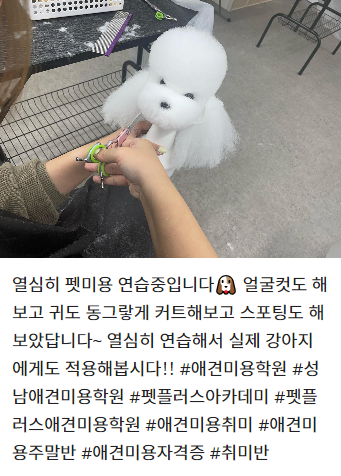 열심히 펫미용 연습중입니다🐶 얼굴컷도 해
보고 귀도 동그랗게 커트해보고 스포팅도 해
보았답니다~ 열심히 연습해서 실제 강아지
에게도 적용해봅시다!! #애견미용학원 #성
남애견미용학원 #펫플러스아카데미 #펫플
러스애견미용학원 #애견미용취미 #애견미
용주말반 #애견미용자격증 #취미반